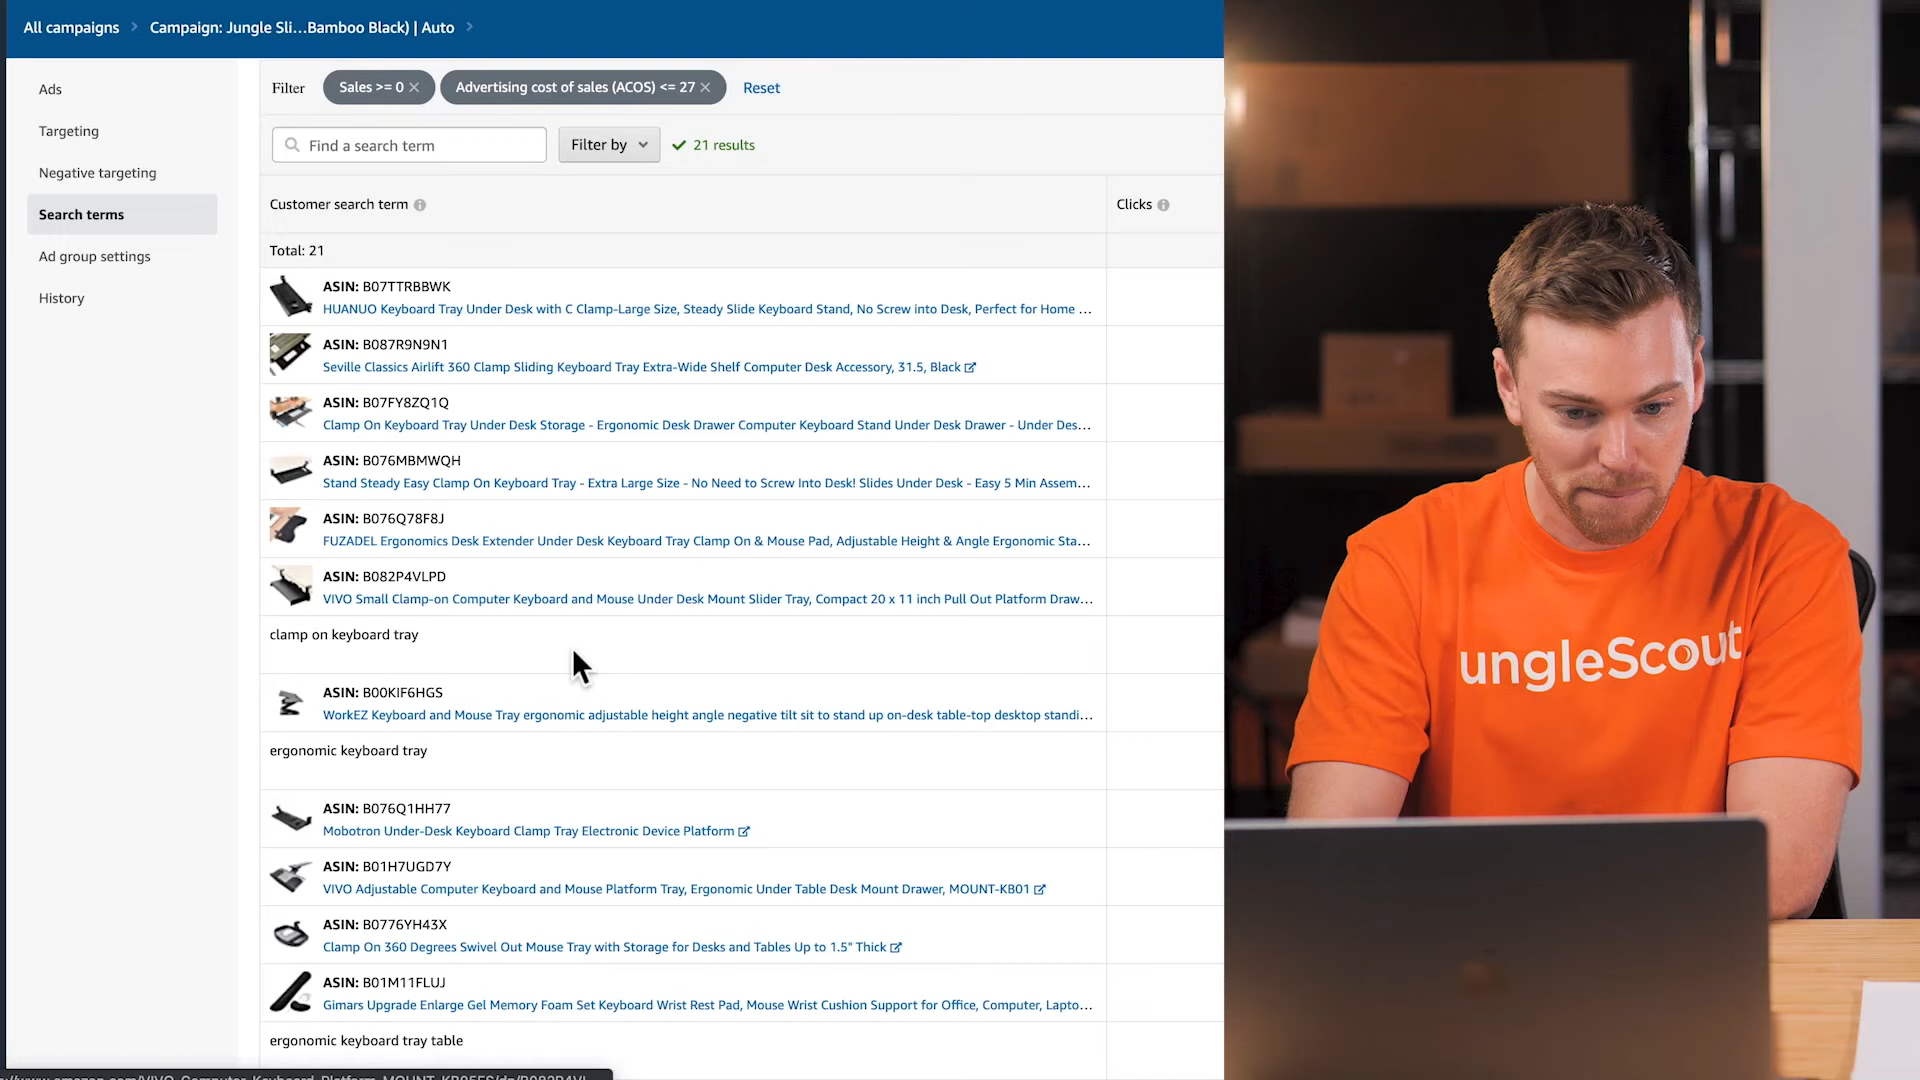 All campaigns > Campaign: Jungle Sli...Bamboo Black) | Auto >
Ads
Targeting
Negative targeting
Search terms
Ad group settings
History
Filter Sales >= 0 × Advertising cost of sales (ACOS) <= 27 × Reset
Find a search term Filter by 21 results
Customer search term Clicks
Total: 21
ASIN: B07TTRBBWK
HUANUO Keyboard Tray Under Desk with C Clamp-Large Size, Steady Slide Keyboard Stand, No Screw into Desk, Perfect for Home ...
ASIN: B087R9N9N1
Seville Classics Airlift 360 Clamp Sliding Keyboard Tray Extra-Wide Shelf Computer Desk Accessory, 31.5, Black
ASIN: B07FY8ZQ1Q
Clamp On Keyboard Tray Under Desk Storage - Ergonomic Desk Drawer Computer Keyboard Stand Under Desk Drawer - Under Des...
ASIN: B076MBMWQH
Stand Steady Easy Clamp On Keyboard Tray - Extra Large Size - No Need to Screw Into Desk! Slides Under Desk - Easy 5 Min Assem...
ASIN: B076Q78F8J
FUZADEL Ergonomics Desk Extender Under Desk Keyboard Tray Clamp On & Mouse Pad, Adjustable Height & Angle Ergonomic Sta...
ASIN: B082P4VLPD
VIVO Small Clamp-on Computer Keyboard and Mouse Under Desk Mount Slider Tray, Compact 20 x 11 inch Pull Out Platform Draw...
clamp on keyboard tray
ASIN: B00KIF6HGS
WorkEZ Keyboard and Mouse Tray ergonomic adjustable height angle negative tilt sit to stand up on-desk table-top desktop standi...
ergonomic keyboard tray
ASIN: B076Q1HH77
Mobotron Under-Desk Keyboard Clamp Tray Electronic Device Platform
ASIN: B01H7UGD7Y
VIVO Adjustable Computer Keyboard and Mouse Platform Tray, Ergonomic Under Table Desk Mount Drawer, MOUNT-KB01
ASIN: B0776YH43X
Clamp On 360 Degrees Swivel Out Mouse Tray with Storage for Desks and Tables Up to 1.5" Thick
ASIN: B01M11FLUJ
Gimars Upgrade Enlarge Gel Memory Foam Set Keyboard Wrist Rest Pad, Mouse Wrist Cushion Support for Office, Computer, Lapto...
ergonomic keyboard tray table
ungleScout